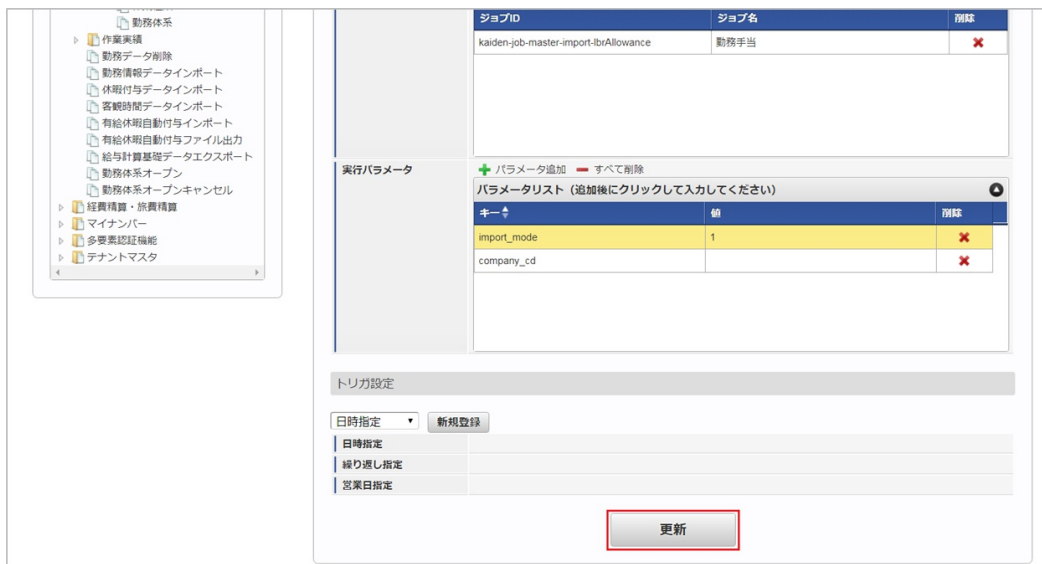 勤務体系
作業実績
勤務データ削除
勤務情報データインポート
休暇付与データインポート
客観時間データインポート
有給休暇自動付与インポート
有給休暇自動付与ファイル出力
給与計算基礎データエクスポート
勤務体系オープン
勤務体系オープンキャンセル
経費精算・旅費精算
マイナンバー
多要素認証機能
テナントマスタ
ジョブID ジョブ名 削除
kaiden-job-master-import-lbrAllowance 勤務手当
実行パラメータ
パラメータ追加 すべて削除
パラメータリスト（追加後にクリックして入力してください）
キー 値 削除
import_mode 1
company_cd
トリガ設定
日時指定 新規登録
日時指定
繰り返し指定
営業日指定
更新